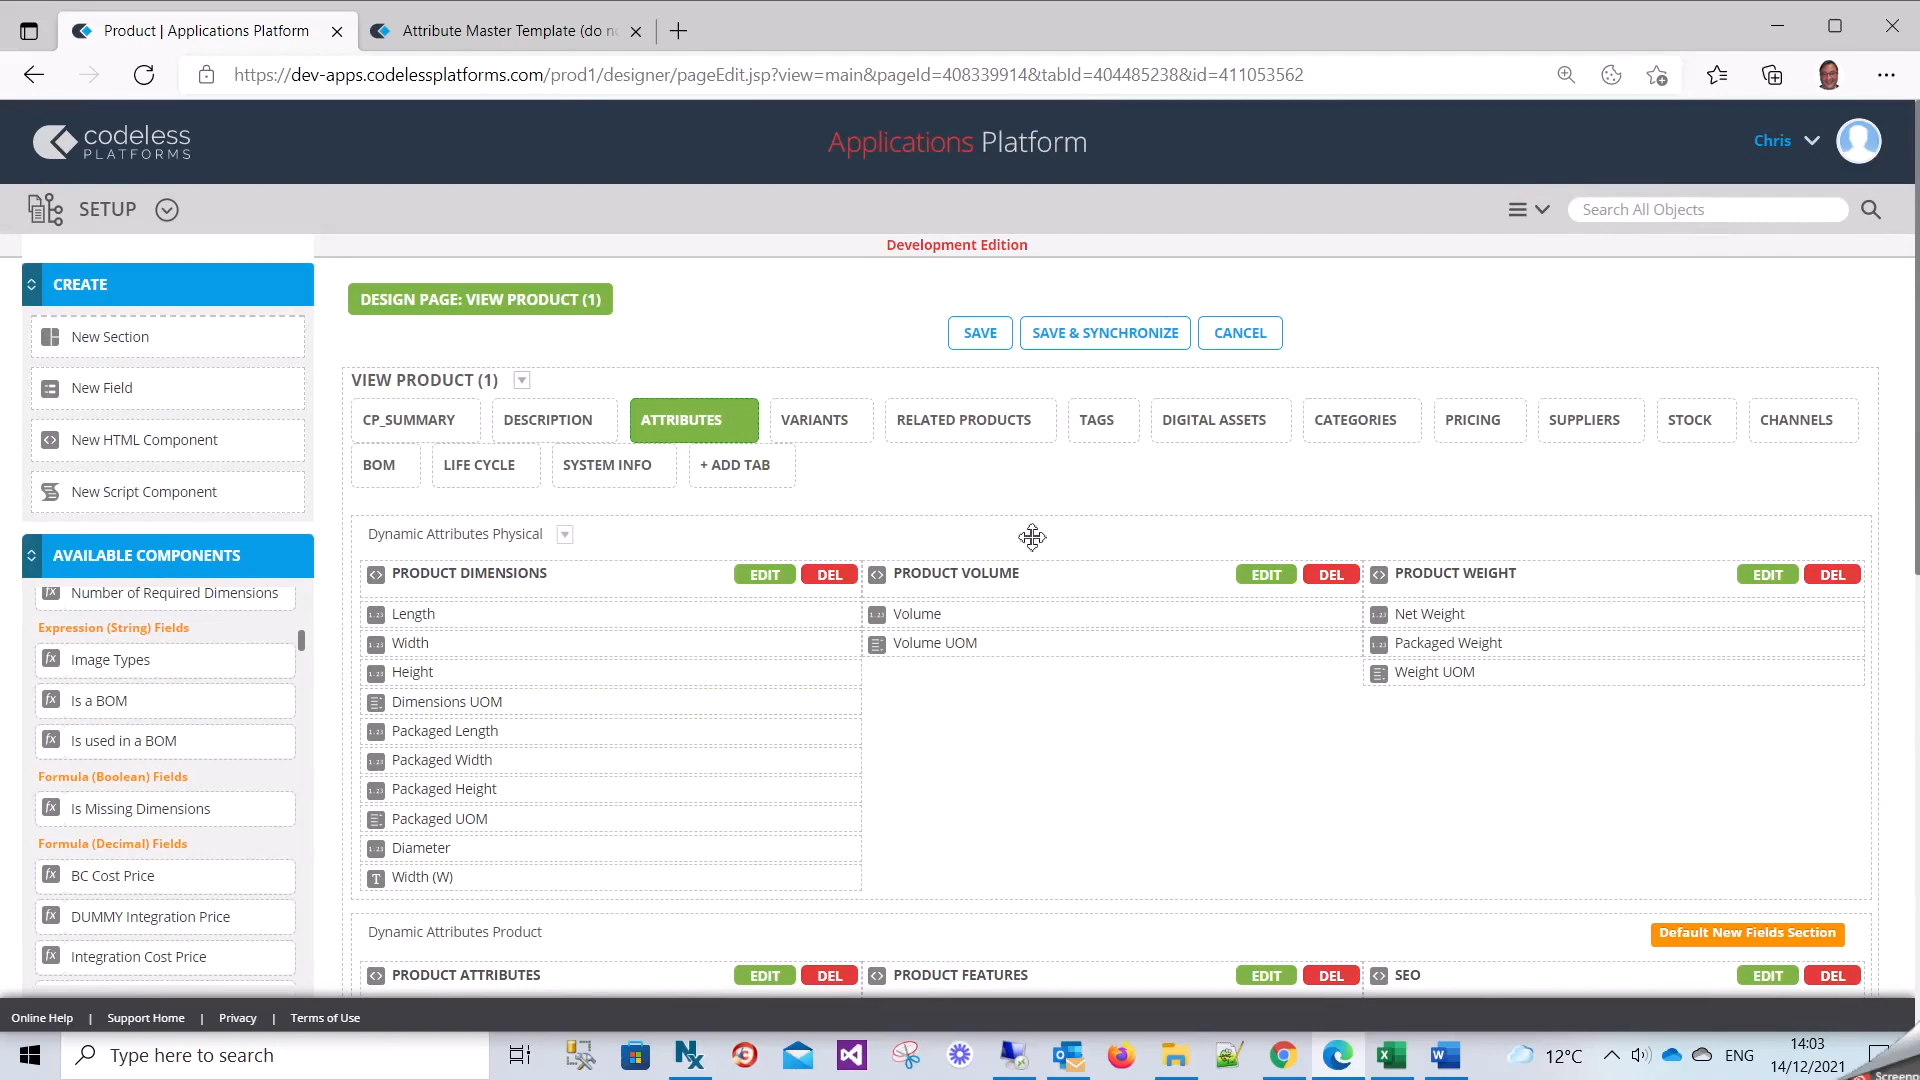 Product | Applications Platform
Attribute Master Template (do n
https://dev-apps.codelessplatforms.com/prod1/designer/pageEdit.jsp?view=main&pageId=408339914&tabId=404485238&id=411053562
codeless
PLATFORMS
Applications Platform
Chris
SETUP
Search All Objects
Development Edition
CREATE
New Section
New Field
New HTML Component
New Script Component
AVAILABLE COMPONENTS
Number of Required Dimensions
Expression (String) Fields
Image Types
Is a BOM
Is used in a BOM
Formula (Boolean) Fields
Is Missing Dimensions
Formula (Decimal) Fields
BC Cost Price
DUMMY Integration Price
Integration Cost Price
DESIGN PAGE: VIEW PRODUCT (1)
SAVE SAVE & SYNCHRONIZE CANCEL
VIEW PRODUCT (1)
CP_SUMMARY DESCRIPTION ATTRIBUTES VARIANTS RELATED PRODUCTS TAGS DIGITAL ASSETS CATEGORIES PRICING SUPPLIERS STOCK CHANNELS
BOM LIFE CYCLE SYSTEM INFO + ADD TAB
Dynamic Attributes Physical
PRODUCT DIMENSIONS EDIT DEL PRODUCT VOLUME EDIT DEL PRODUCT WEIGHT EDIT DEL
Length Volume Net Weight
Width Volume UOM Packaged Weight
Height Weight UOM
Dimensions UOM
Packaged Length
Packaged Width
Packaged Height
Packaged UOM
Diameter
Width (W)
Dynamic Attributes Product Default New Fields Section
PRODUCT ATTRIBUTES EDIT DEL PRODUCT FEATURES EDIT DEL SEO EDIT DEL
Online Help | Support Home | Privacy | Terms of Use
Type here to search
12°C
ENG
14:03
14/12/2021